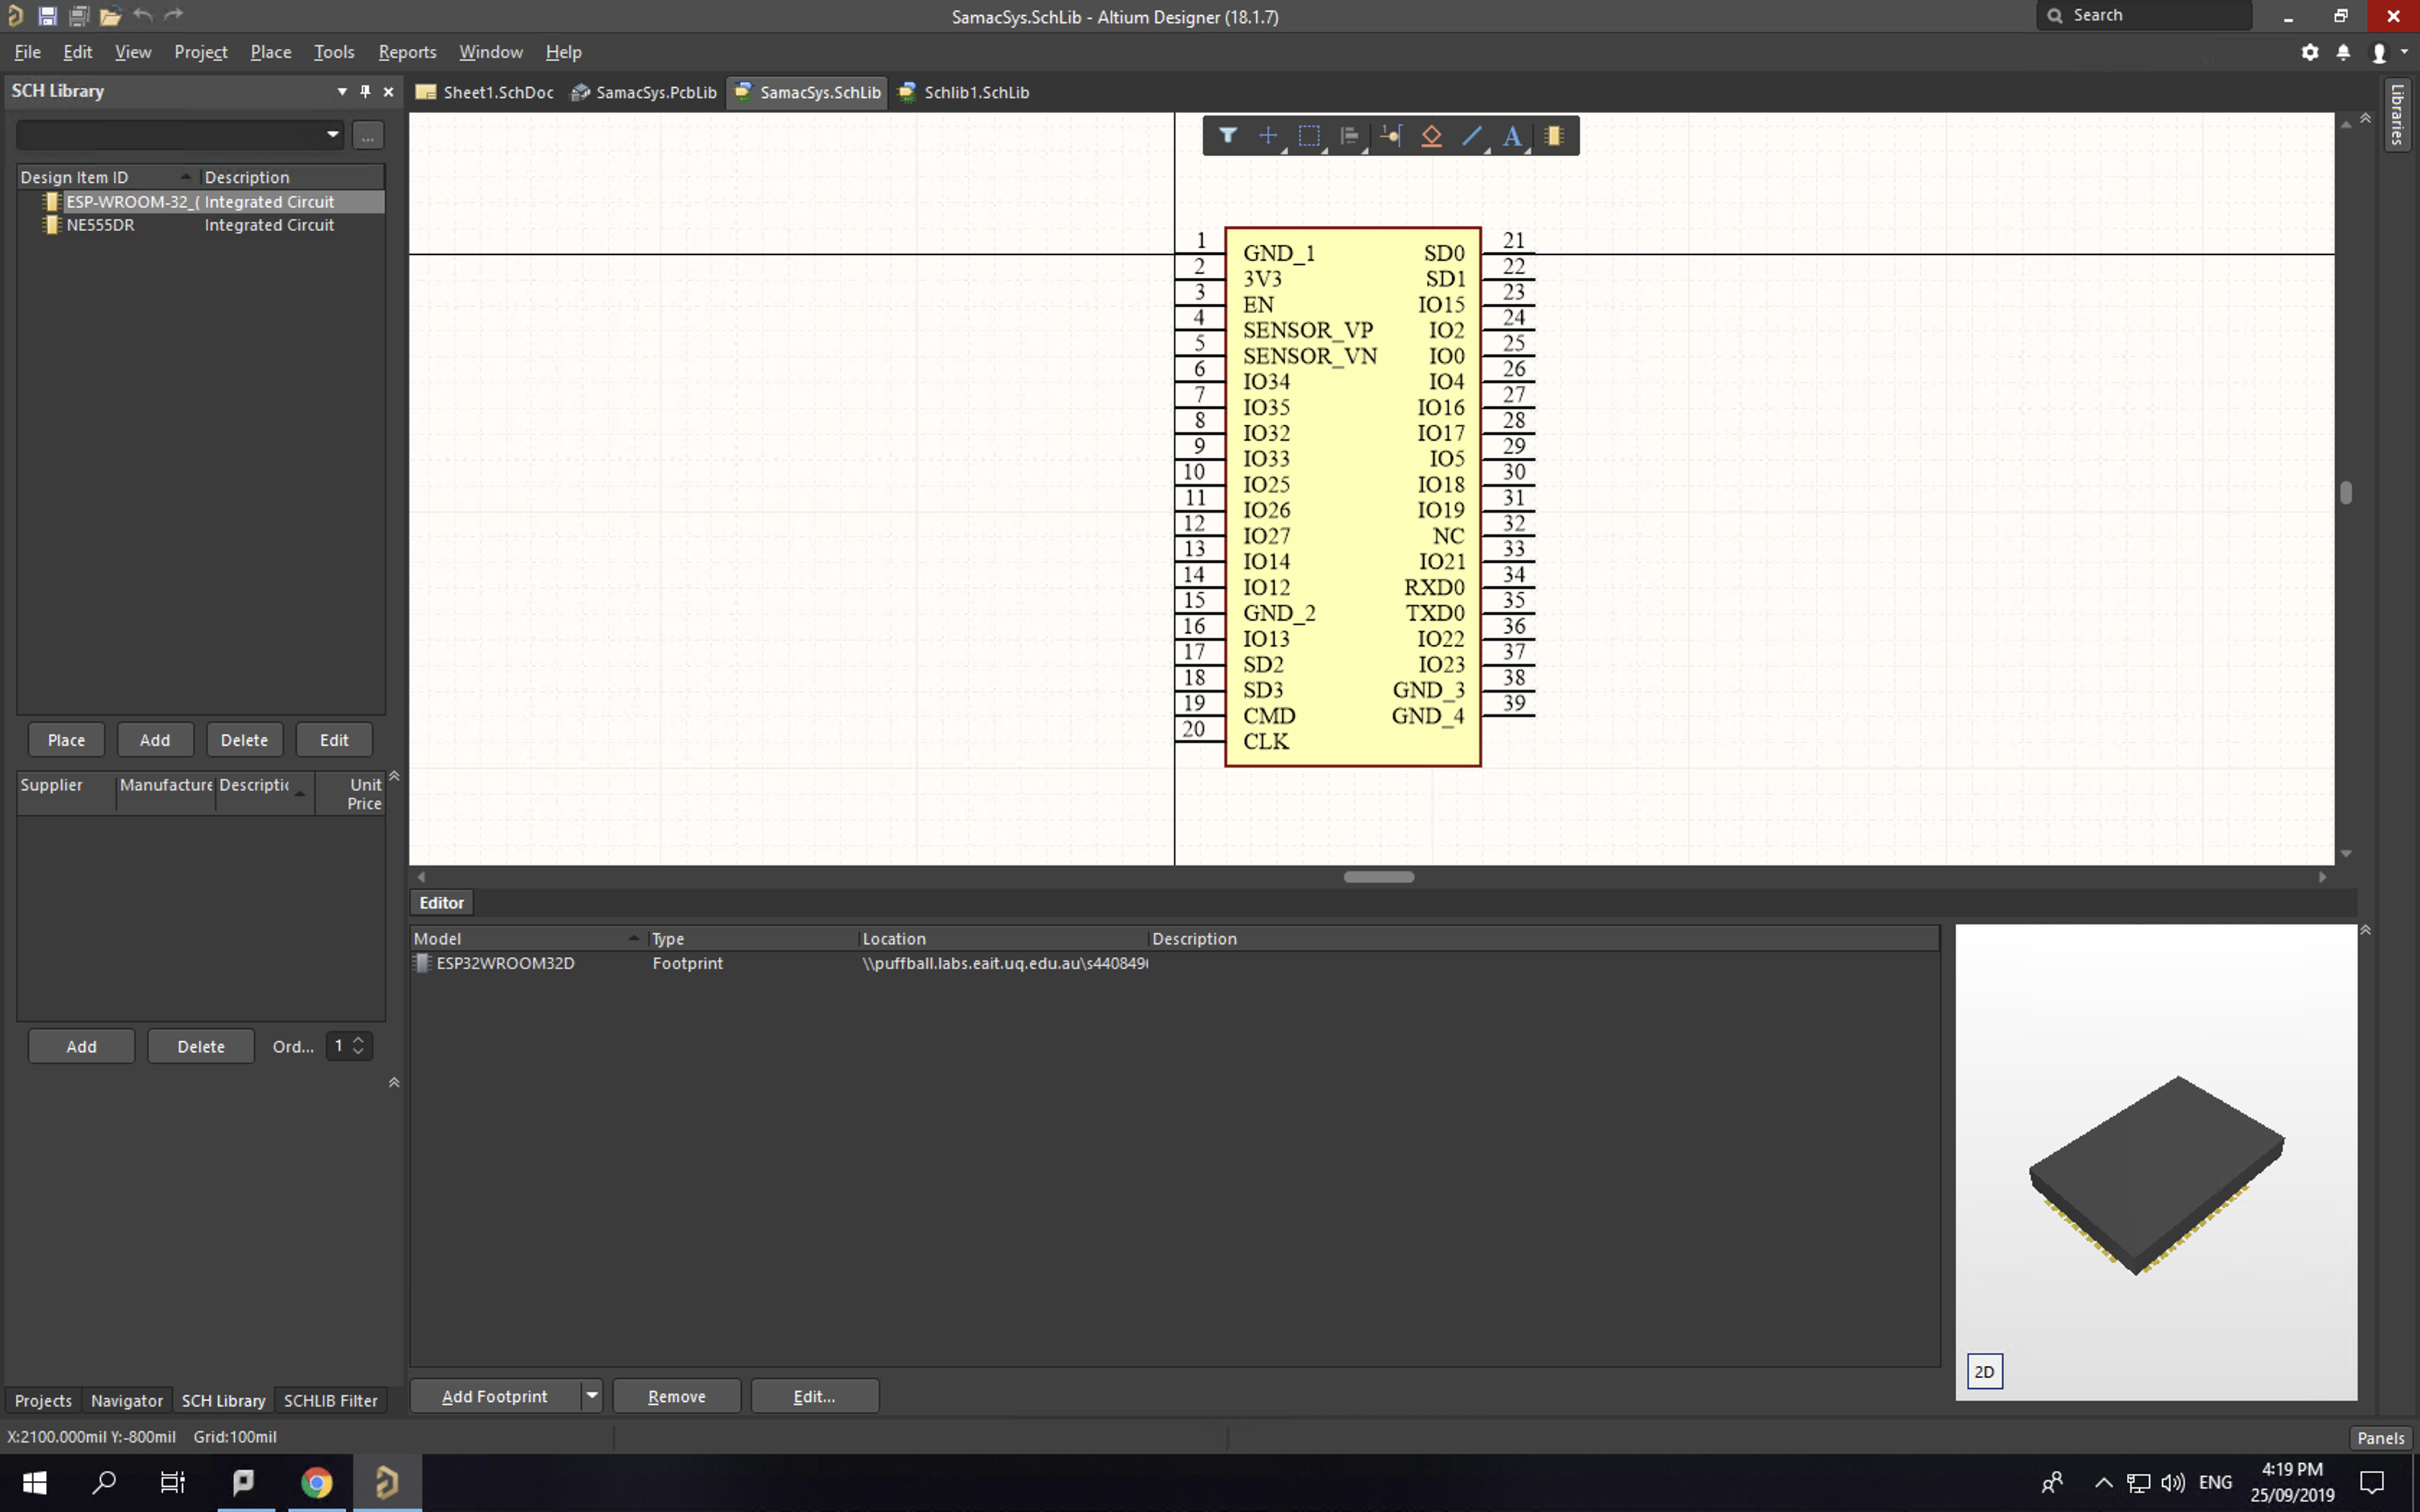 SamacSys.SchLib - Altium Designer (18.1.7)
Search
File Edit View Project Place Tools Reports Window Help
SCH Library
Sheet1.SchDoc SamacSys.PcbLib SamacSys.SchLib Schlib1.SchLib
Libraries
...
Design Item ID Description
ESP-WROOM-32_( Integrated Circuit
NE555DR Integrated Circuit
Place Add Delete Edit
Supplier Manufacture Descriptic Unit Price
Add Delete Ord... 1
1 GND_1 SD0 21
2 3V3 SD1 22
3 EN IO15 23
4 SENSOR_VP IO2 24
5 SENSOR_VN IO0 25
6 IO34 IO4 26
7 IO35 IO16 27
8 IO32 IO17 28
9 IO33 IO5 29
10 IO25 IO18 30
11 IO26 IO19 31
12 IO27 NC 32
13 IO14 IO21 33
14 IO12 RXD0 34
15 GND_2 TXD0 35
16 IO13 IO22 36
17 SD2 IO23 37
18 SD3 GND_3 38
19 CMD GND_4 39
20 CLK
Editor
Model Type Location Description
ESP32WROOM32D Footprint \\puffball.labs.eait.uq.edu.au\s440849
2D
Add Footprint Remove Edit...
Projects Navigator SCH Library SCHLIB Filter
X:2100.000mil Y:-800mil Grid:100mil
Panels
ENG
4:19 PM
25/09/2019